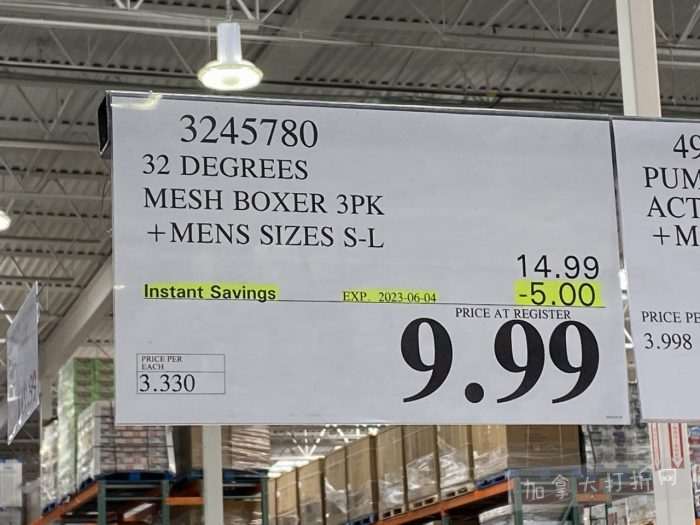 3245780
32 DEGREES
MESH BOXER 3PK
+MENS SIZES S-L
14.99
Instant Savings EXP. 2023-06-04 -5.00
PRICE AT REGISTER
9.99
PRICE PER
EACH
3.330
49
PUM
ACT
+M
PRICE PE
3.998
加拿大打折网